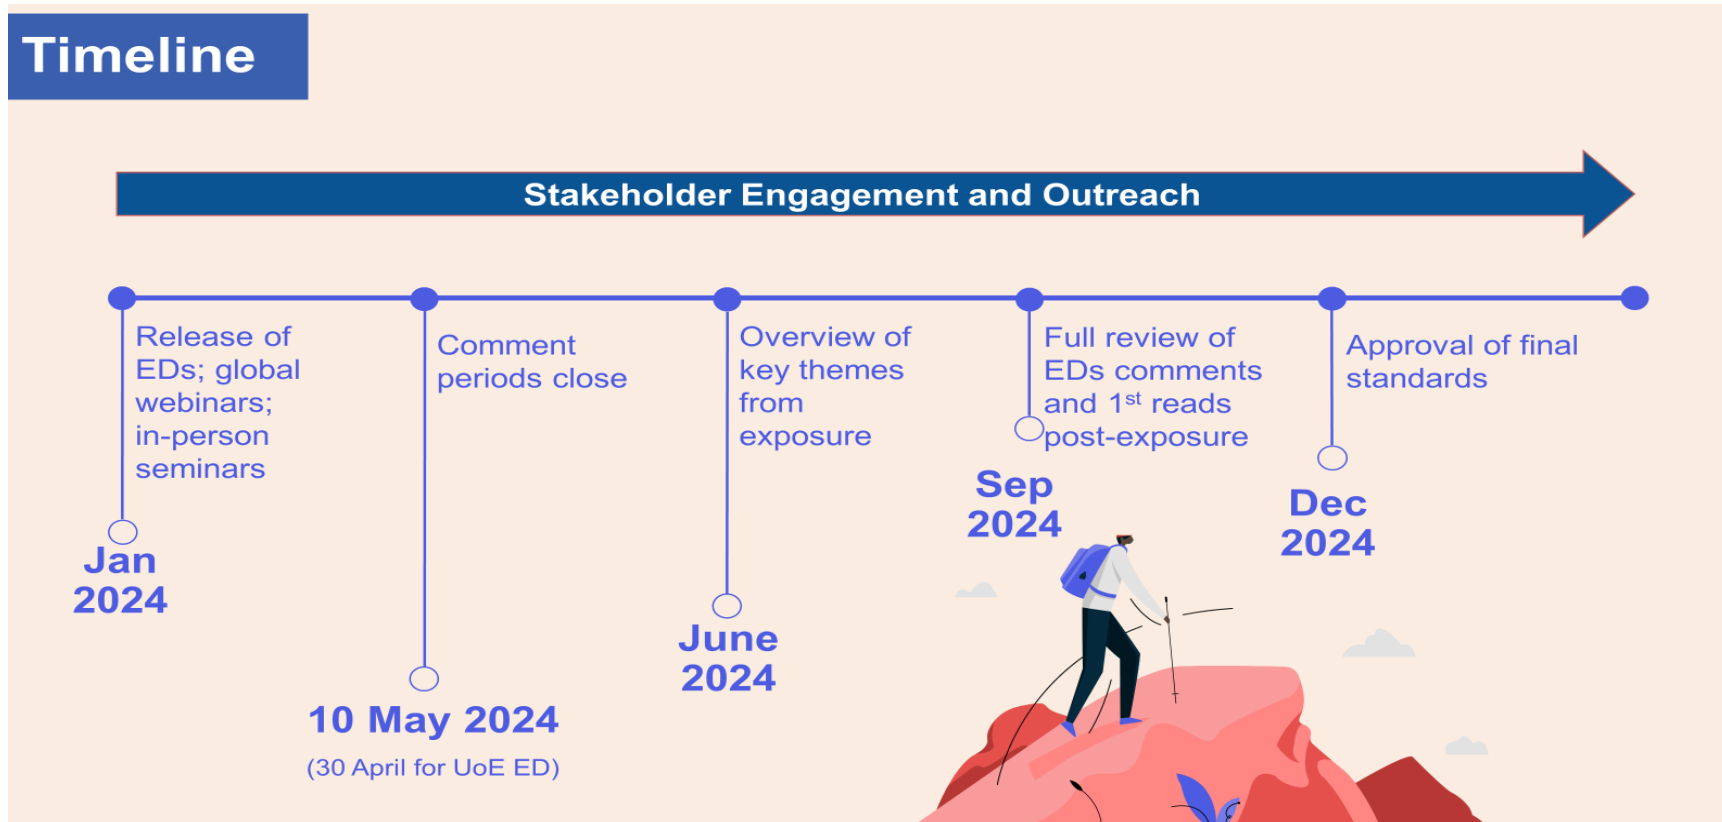 Timeline
Stakeholder Engagement and Outreach
Release of
EDs; global
webinars;
in-person
seminars
Jan
2024
Comment
periods close
10 May 2024
(30 April for UoE ED)
Overview of
key themes
from
exposure
June
2024
Full review of
EDs comments
and 1st reads
post-exposure
Sep
2024
Approval of final
standards
Dec
2024